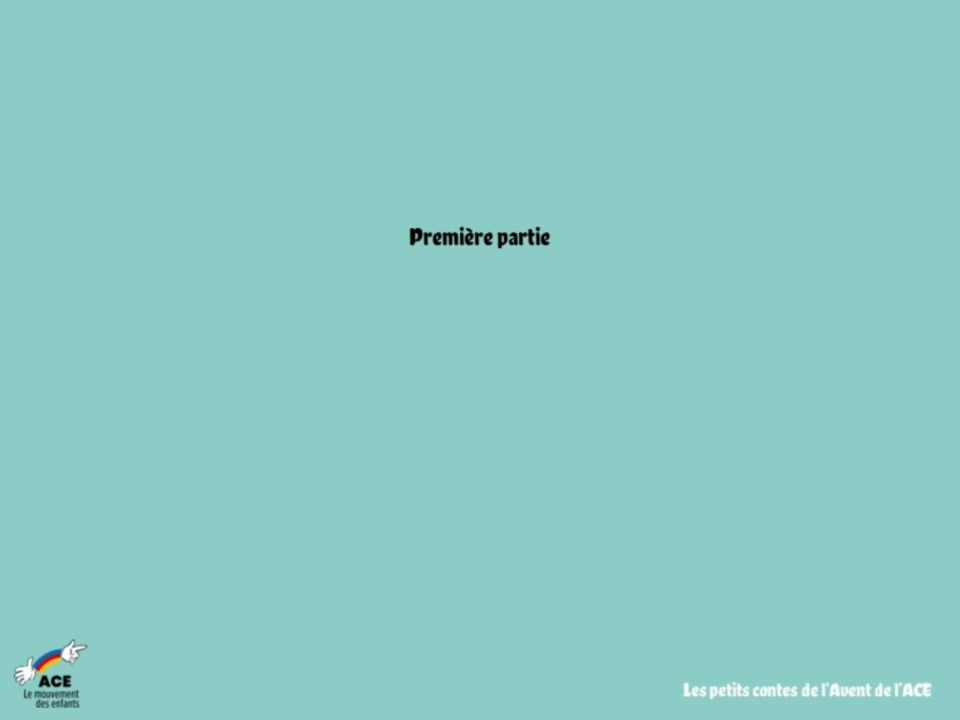 Première partie
ACE
Le mouvement
des enfants
Les petits contes de l'Avent de l'ACE